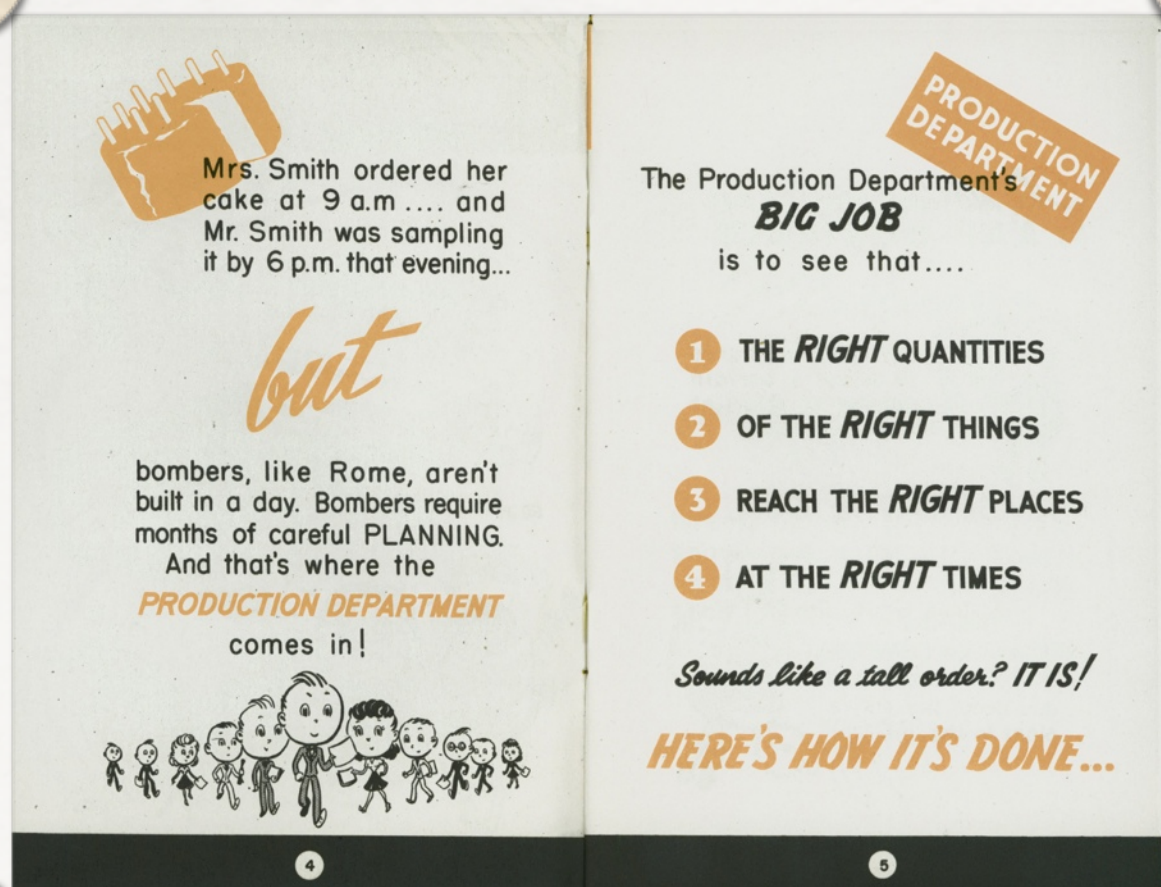 Mrs. Smith ordered her
cake at 9 a.m .... and
Mr. Smith was sampling
it by 6 p.m. that evening...
but
bombers, like Rome, aren't
built in a day. Bombers require
months of careful PLANNING.
And that's where the
PRODUCTION DEPARTMENT
comes in!
4
PRODUCTION
DEPARTMENT
The Production Department's
BIG JOB
is to see that....
1 THE RIGHT QUANTITIES
2 OF THE RIGHT THINGS
3 REACH THE RIGHT PLACES
4 AT THE RIGHT TIMES
Sounds like a tall order? IT IS!
HERE'S HOW IT'S DONE...
5